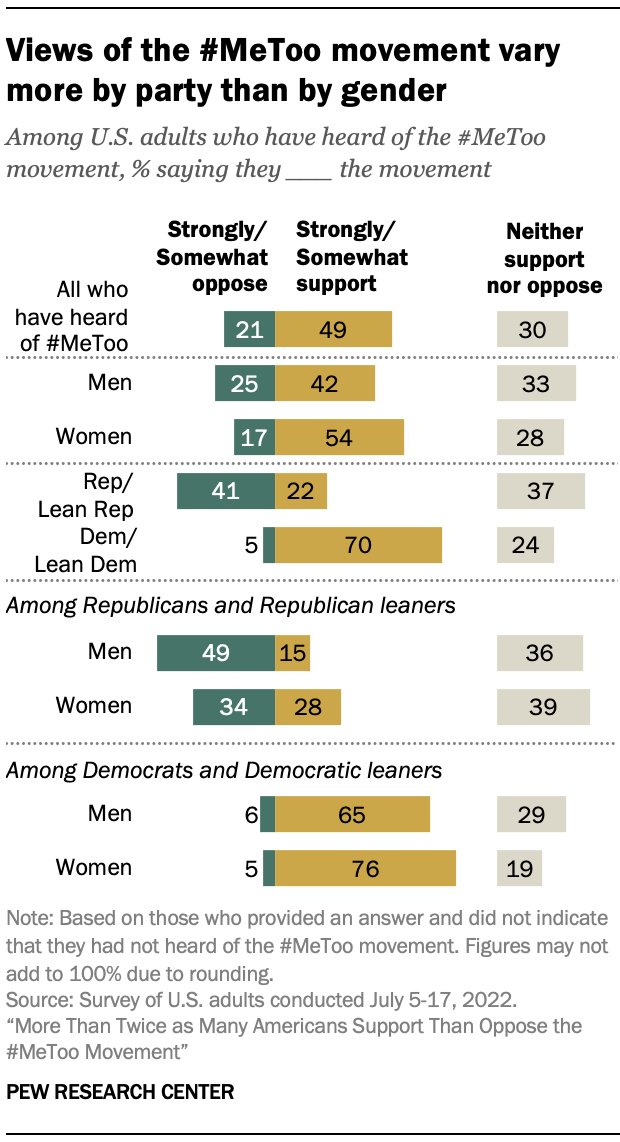 Views of the #MeToo movement vary
more by party than by gender
Among U.S. adults who have heard of the #MeToo
movement, % saying they ___ the movement
Strongly/
Somewhat
oppose
Strongly/
Somewhat
support
Neither
support
nor oppose
All who
have heard
of #MeToo
21 49 30
Men 25 42 33
Women 17 54 28
Rep/
Lean Rep
41 22 37
Dem/
Lean Dem
5 70 24
Among Republicans and Republican leaners
Men 49 15 36
Women 34 28 39
Among Democrats and Democratic leaners
Men 6 65 29
Women 5 76 19
Note: Based on those who provided an answer and did not indicate
that they had not heard of the #MeToo movement. Figures may not
add to 100% due to rounding.
Source: Survey of U.S. adults conducted July 5-17, 2022.
“More Than Twice as Many Americans Support Than Oppose the
#MeToo Movement”
PEW RESEARCH CENTER